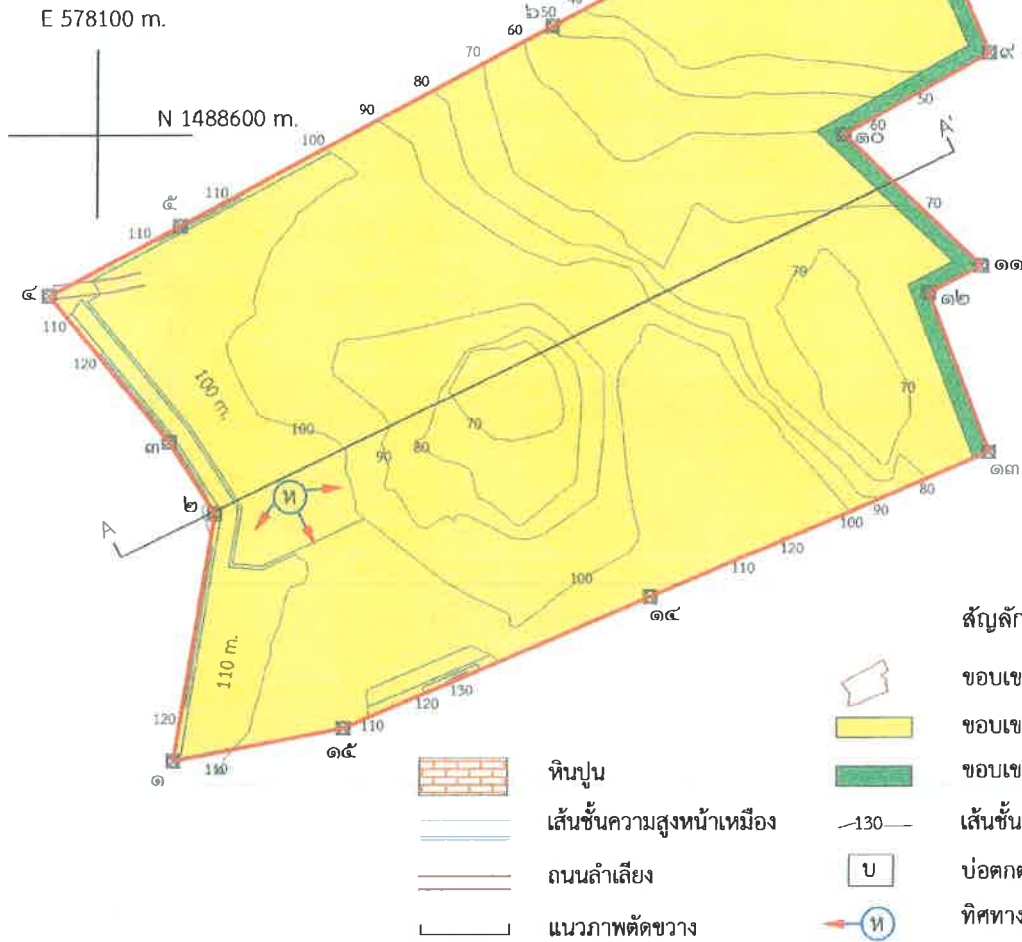 E 578100 m.
N 1488600 m.
๖
50
60
70
80
90
100
110
๕
110
๔
110
120
๓
๒
A
100 m.
100
90
80
70
ห
110 m.
120
๑
110
๑๕
110
120
130
100
๑๔
110
120
100
90
80
๑๓
70
70
๑๒
๑๑
70
A'
๑๐
60
50
๙
สัญลัก
ขอบเข
ขอบเข
ขอบเข
หินปูน
เส้นชั้นความสูงหน้าเหมือง
130
เส้นชั้น
ถนนลำเลียง
บ
บ่อตกต
แนวภาพตัดขวาง
ห
ทิศทาง